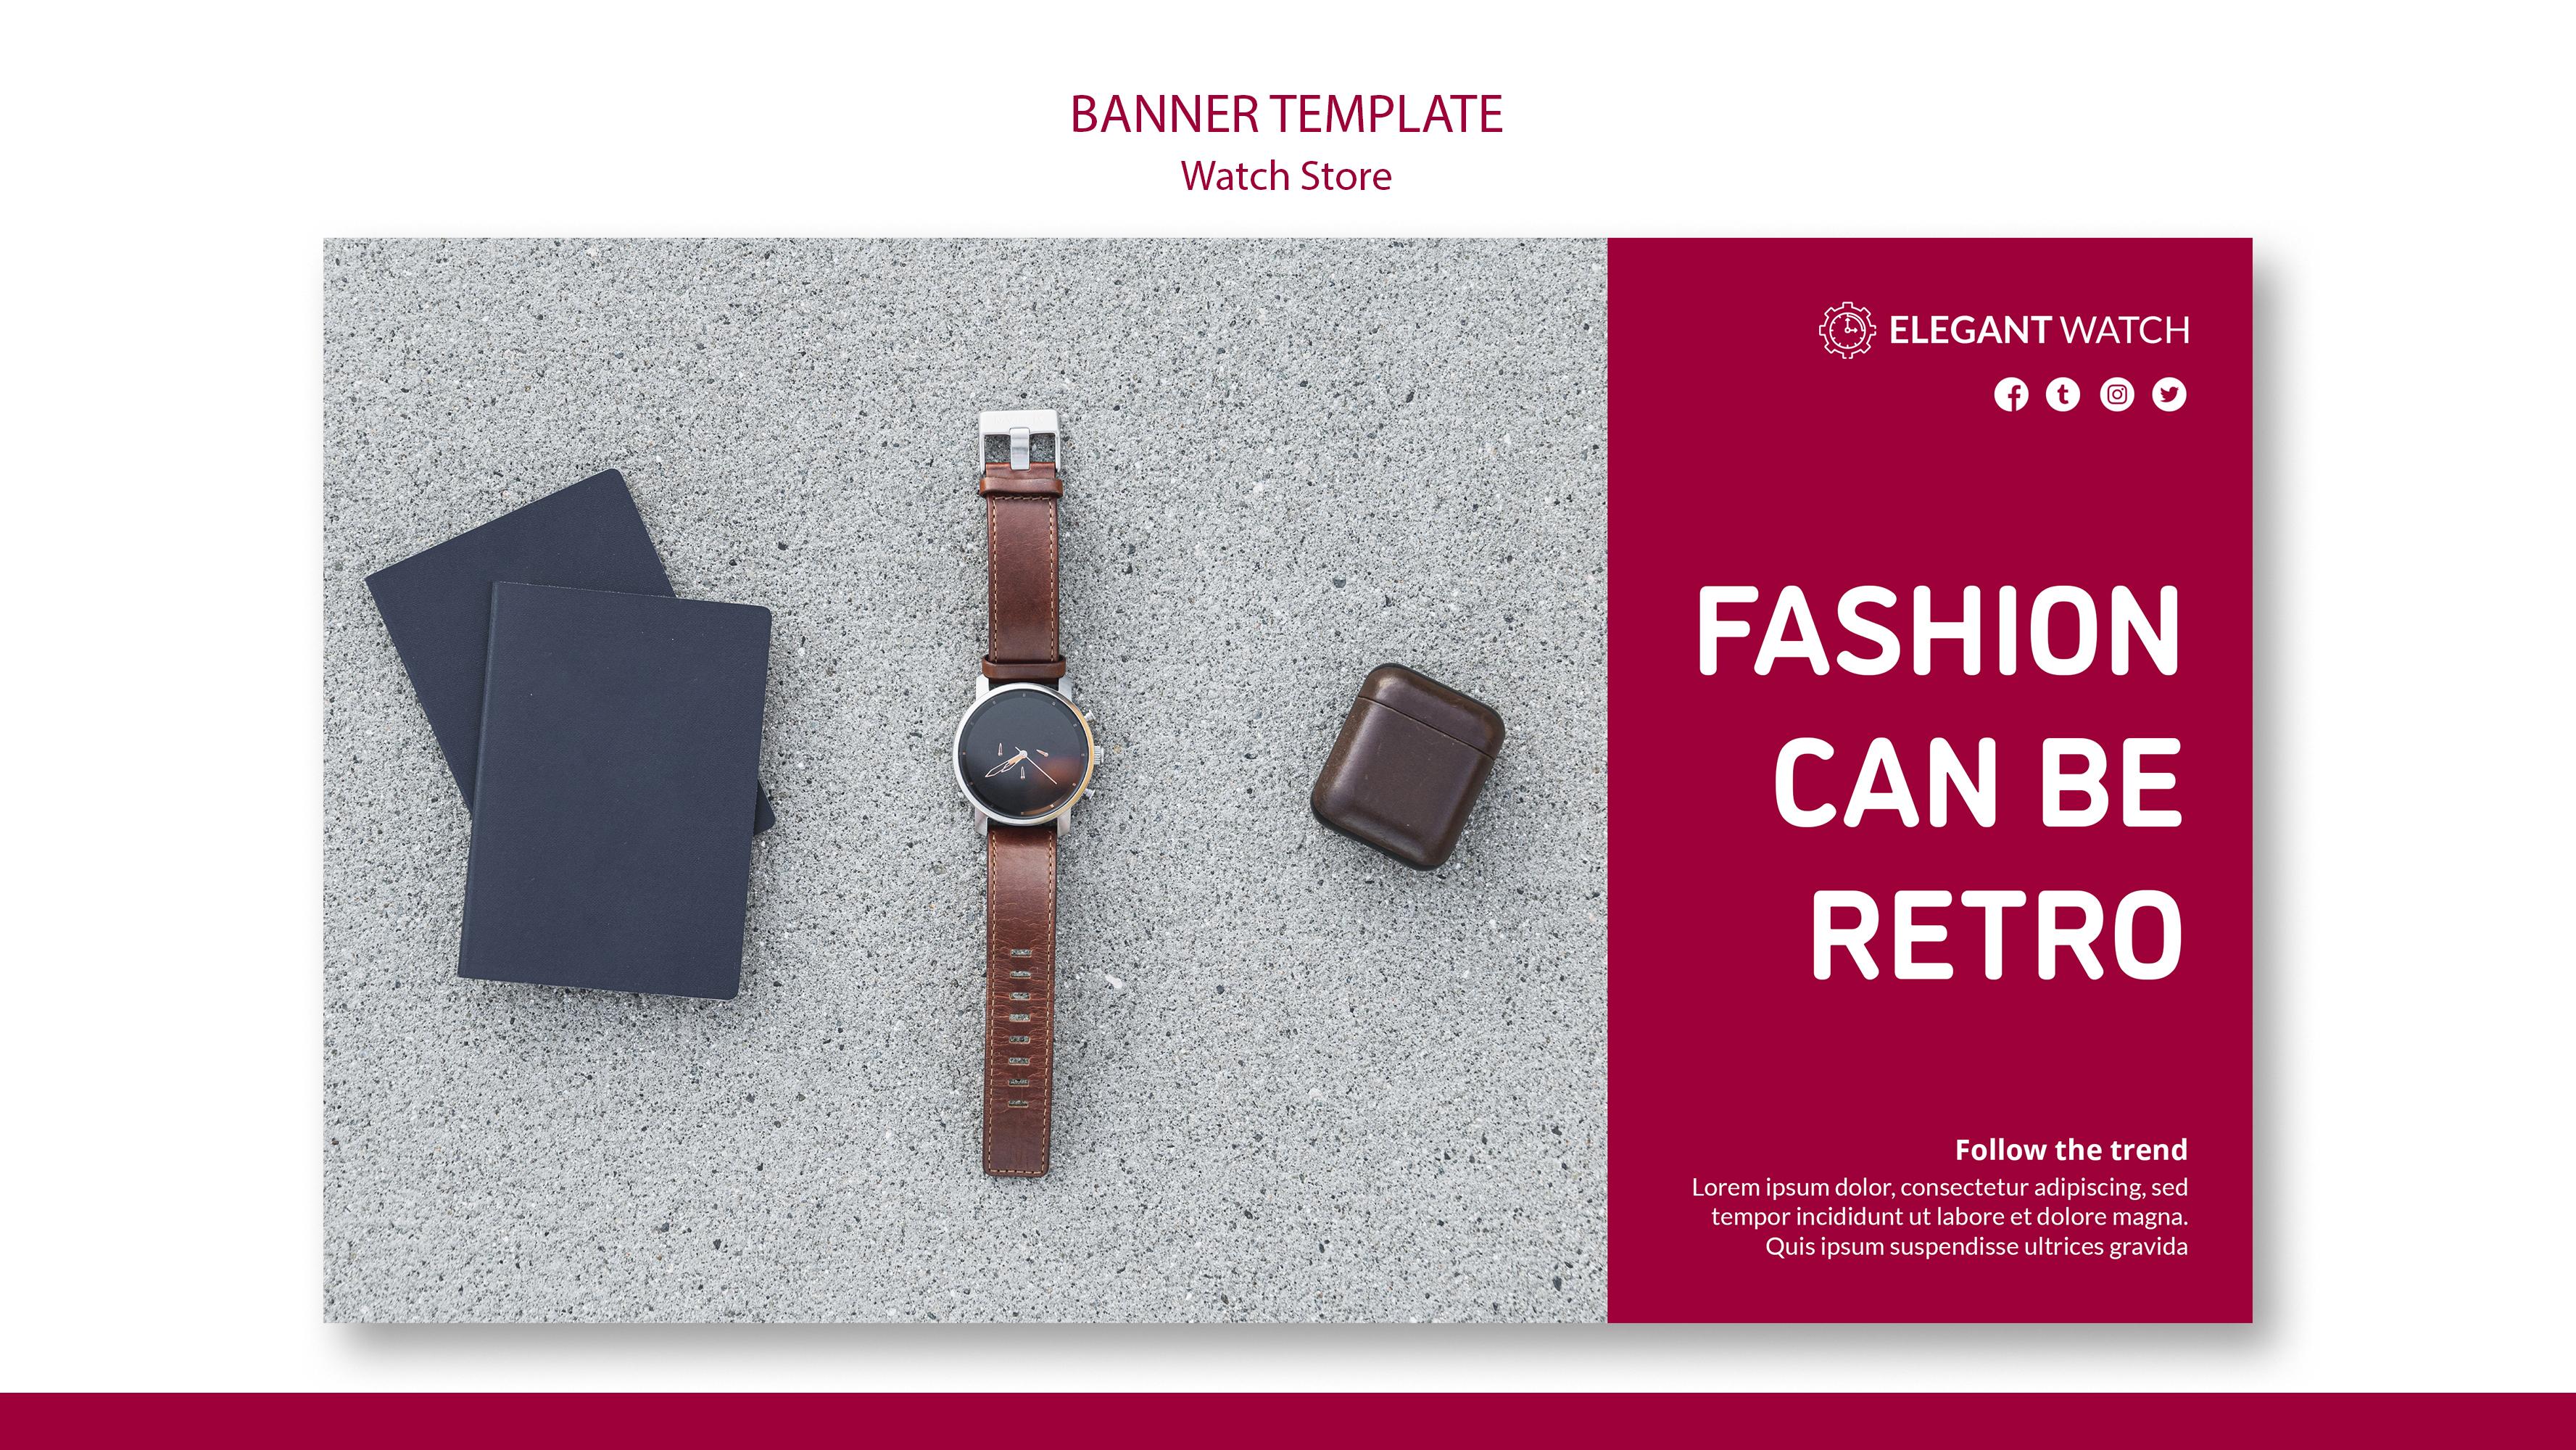 BANNER TEMPLATE
Watch Store
ELEGANT WATCH
FASHION
CAN BE
RETRO
Follow the trend
Lorem ipsum dolor, consectetur adipiscing, sed
tempor incididunt ut labore et dolore magna.
Quis ipsum suspendisse ultrices gravida